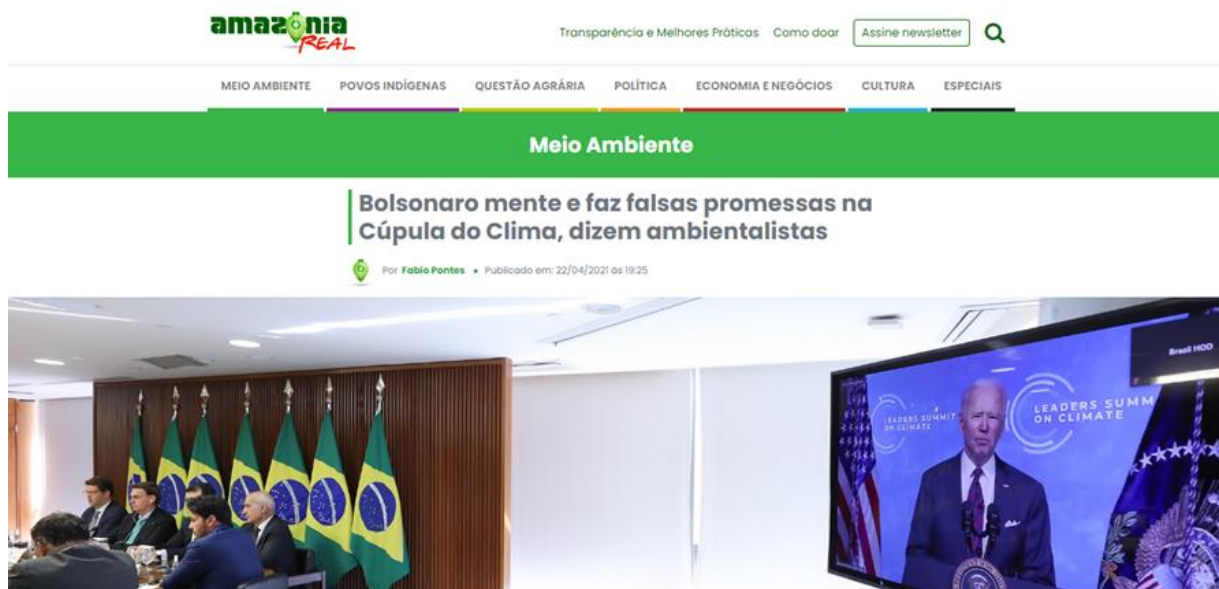 amazônia
REAL
Transparência e Melhores Práticas Como doar Assine newsletter
MEIO AMBIENTE POVOS INDÍGENAS QUESTÃO AGRÁRIA POLÍTICA ECONOMIA E NEGÓCIOS CULTURA ESPECIAIS
Meio Ambiente
Bolsonaro mente e faz falsas promessas na
Cúpula do Clima, dizem ambientalistas
Por Fabio Pontes • Publicado em: 22/04/2021 às 19:25
Brazil HOD
LEADERS SUMMIT
ON CLIMATE
LEADERS SUMM
ON CLIMATE